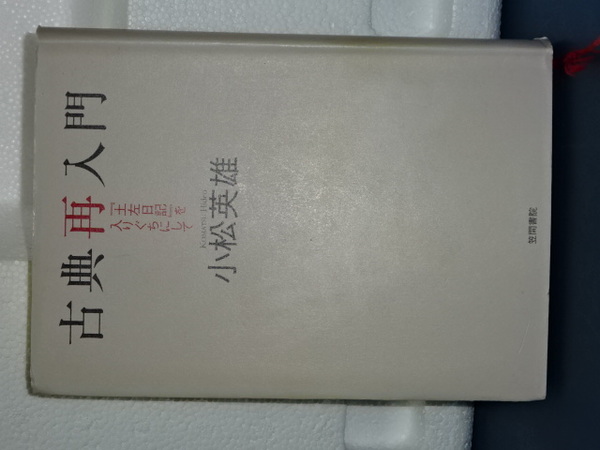 古典再入門
『土左日記』を
入りぐちにして
小松英雄
Komatsu Hideo
笠間書院